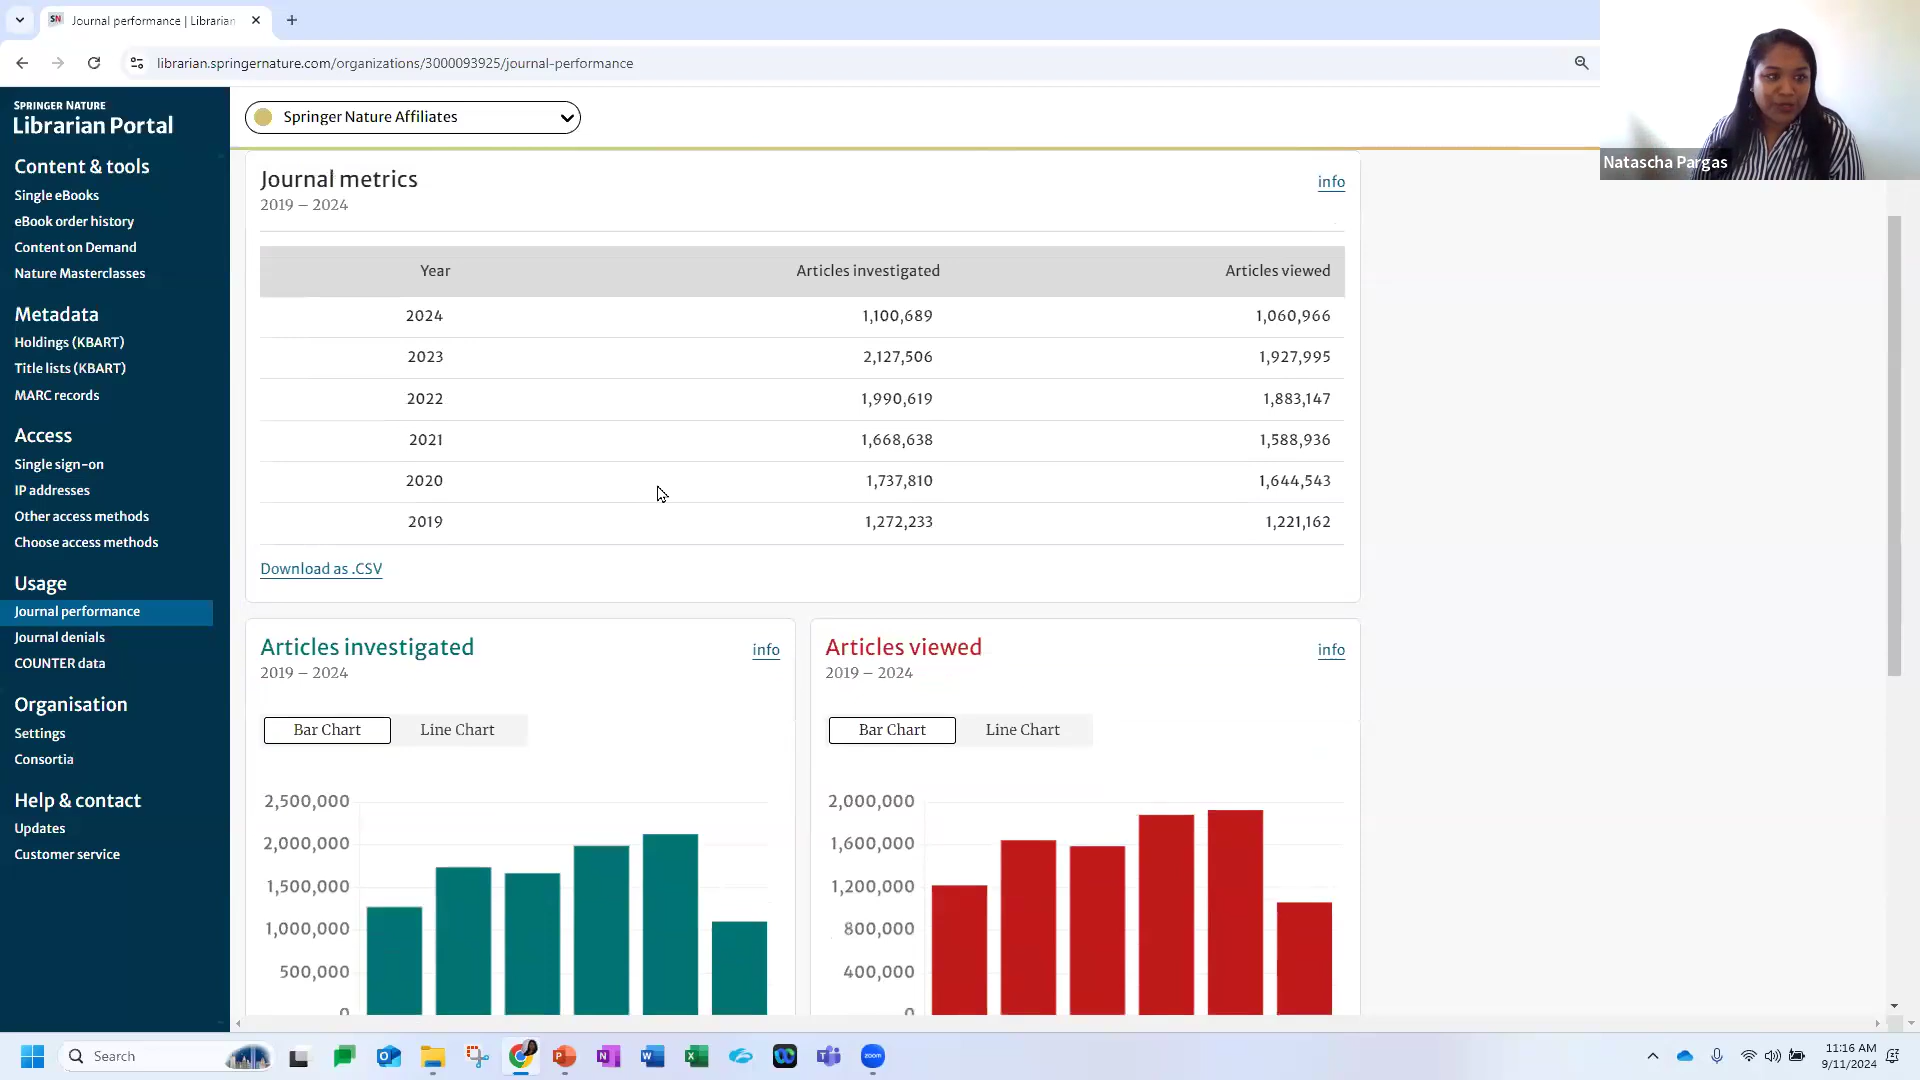 SN Journal performance | Librarian
librarian.springernature.com/organizations/3000093925/journal-performance
SPRINGER NATURE
Librarian Portal
Content & tools
Single eBooks
eBook order history
Content on Demand
Nature Masterclasses
Metadata
Holdings (KBART)
Title lists (KBART)
MARC records
Access
Single sign-on
IP addresses
Other access methods
Choose access methods
Usage
Journal performance
Journal denials
COUNTER data
Organisation
Settings
Consortia
Help & contact
Updates
Customer service
Springer Nature Affiliates
Natascha Pargas
Journal metrics
info
2019 – 2024
Year Articles investigated Articles viewed
2024 1,100,689 1,060,966
2023 2,127,506 1,927,995
2022 1,990,619 1,883,147
2021 1,668,638 1,588,936
2020 1,737,810 1,644,543
2019 1,272,233 1,221,162
Download as .CSV
Articles investigated
info
2019 – 2024
Bar Chart Line Chart
2,500,000
2,000,000
1,500,000
1,000,000
500,000
0
Articles viewed
info
2019 – 2024
Bar Chart Line Chart
2,000,000
1,600,000
1,200,000
800,000
400,000
0
Search
zoom
11:16 AM
9/11/2024